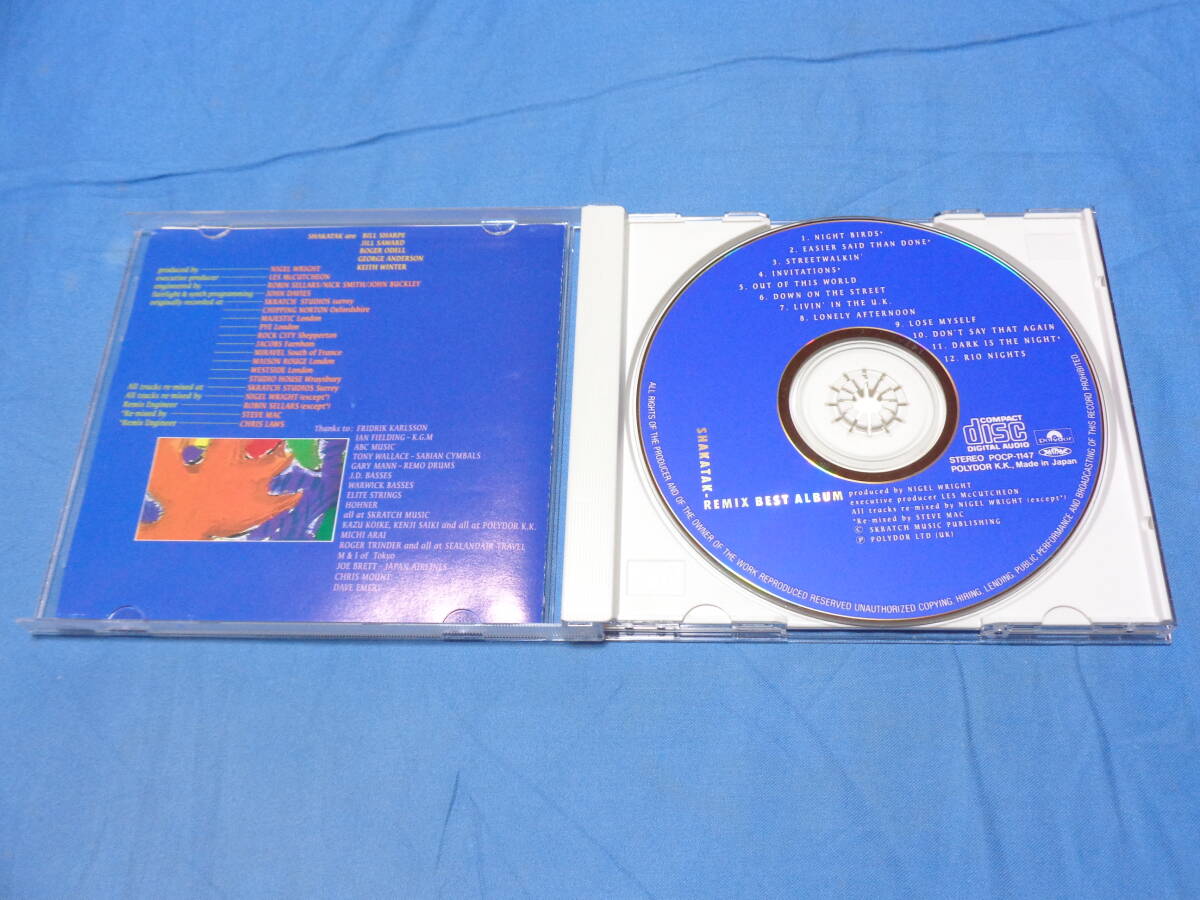 SHAKATAK are BILL SHARPE
JILL SAWARD
ROGER ODELL
GEORGE ANDERSON
KEITH WINTER
produced by NIGEL WRIGHT
executive producer LES McCUTCHEON
engineered by ROBIN SELLARS/NICK SMITH/JOHN BUCKLEY
fairlight & synth programming JOHN DAVIES
originally recorded at SKRATCH STUDIOS surrey
CHIPPING NORTON Oxfordshire
MAJESTIC London
PYE London
ROCK CITY Shepperton
JACOBS Farnham
MIRAVEL South of France
MAISON ROUGE London
WESTSIDE London
STUDIO HOUSE Wraysbury
All tracks re-mixed at SKRATCH STUDIOS Surrey
All tracks re-mixed by NIGEL WRIGHT (except*)
Remix Engineer ROBIN SELLARS (except*)
*Re-mixed by STEVE MAC
*Remix Engineer CHRIS LAWS
Thanks to: FRIDRIK KARLSSON
IAN FIELDING - K.G.M
ABC MUSIC
TONY WALLACE - SABIAN CYMBALS
GARY MANN - REMO DRUMS
J.D. BASSES
WARWICK BASSES
ELITE STRINGS
HOHNER
all at SKRATCH MUSIC
KAZU KOIKE, KENJI SAIKI and all at POLYDOR K.K.
MICHI ARAI
ROGER TRINDER and all at SEALANDAIR TRAVEL
M & I of Tokyo
JOE BRETT - JAPAN AIRLINES
CHRIS MOUNT
DAVE EMERY
1. NIGHT BIRDS*
2. EASIER SAID THAN DONE*
3. STREETWALKIN'
4. INVITATIONS*
5. OUT OF THIS WORLD
6. DOWN ON THE STREET
7. LIVIN' IN THE U.K.
8. LONELY AFTERNOON
9. LOSE MYSELF
10. DON'T SAY THAT AGAIN
11. DARK IS THE NIGHT*
12. RIO NIGHTS
COMPACT
disc
DIGITAL AUDIO
Polydor
STEREO POCP-1147
POLYDOR K.K., Made in Japan
SHAKATAK-REMIX BEST ALBUM
produced by NIGEL WRIGHT
executive producer LES McCUTCHEON
All tracks re-mixed by NIGEL WRIGHT (except*)
*Re-mixed by STEVE MAC
© SKRATCH MUSIC PUBLISHING
℗ POLYDOR LTD (UK)
ALL RIGHTS OF THE PRODUCER AND OF THE OWNER OF THE WORK REPRODUCED RESERVED UNAUTHORIZED COPYING, HIRING, LENDING, PUBLIC PERFORMANCE AND BROADCASTING OF THIS RECORD PROHIBITED.